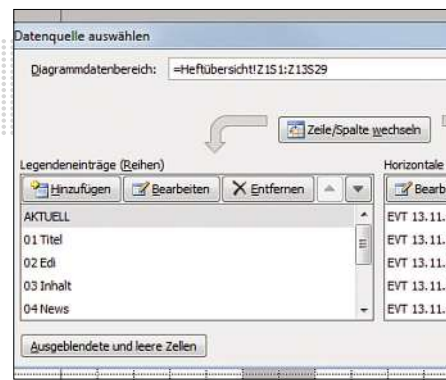 Datenquelle auswählen
Diagrammdatenbereich: =Heftübersicht!Z1S1:Z13S29
Zeile/Spalte wechseln
Legendeneinträge (Reihen)
Horizontale
Hinzufügen Bearbeiten Entfernen
Bearb
AKTUELL
01 Titel
02 Edi
03 Inhalt
04 News
EVT 13.11.
EVT 13.11.
EVT 13.11.
EVT 13.11.
EVT 13.11.
Ausgeblendete und leere Zellen